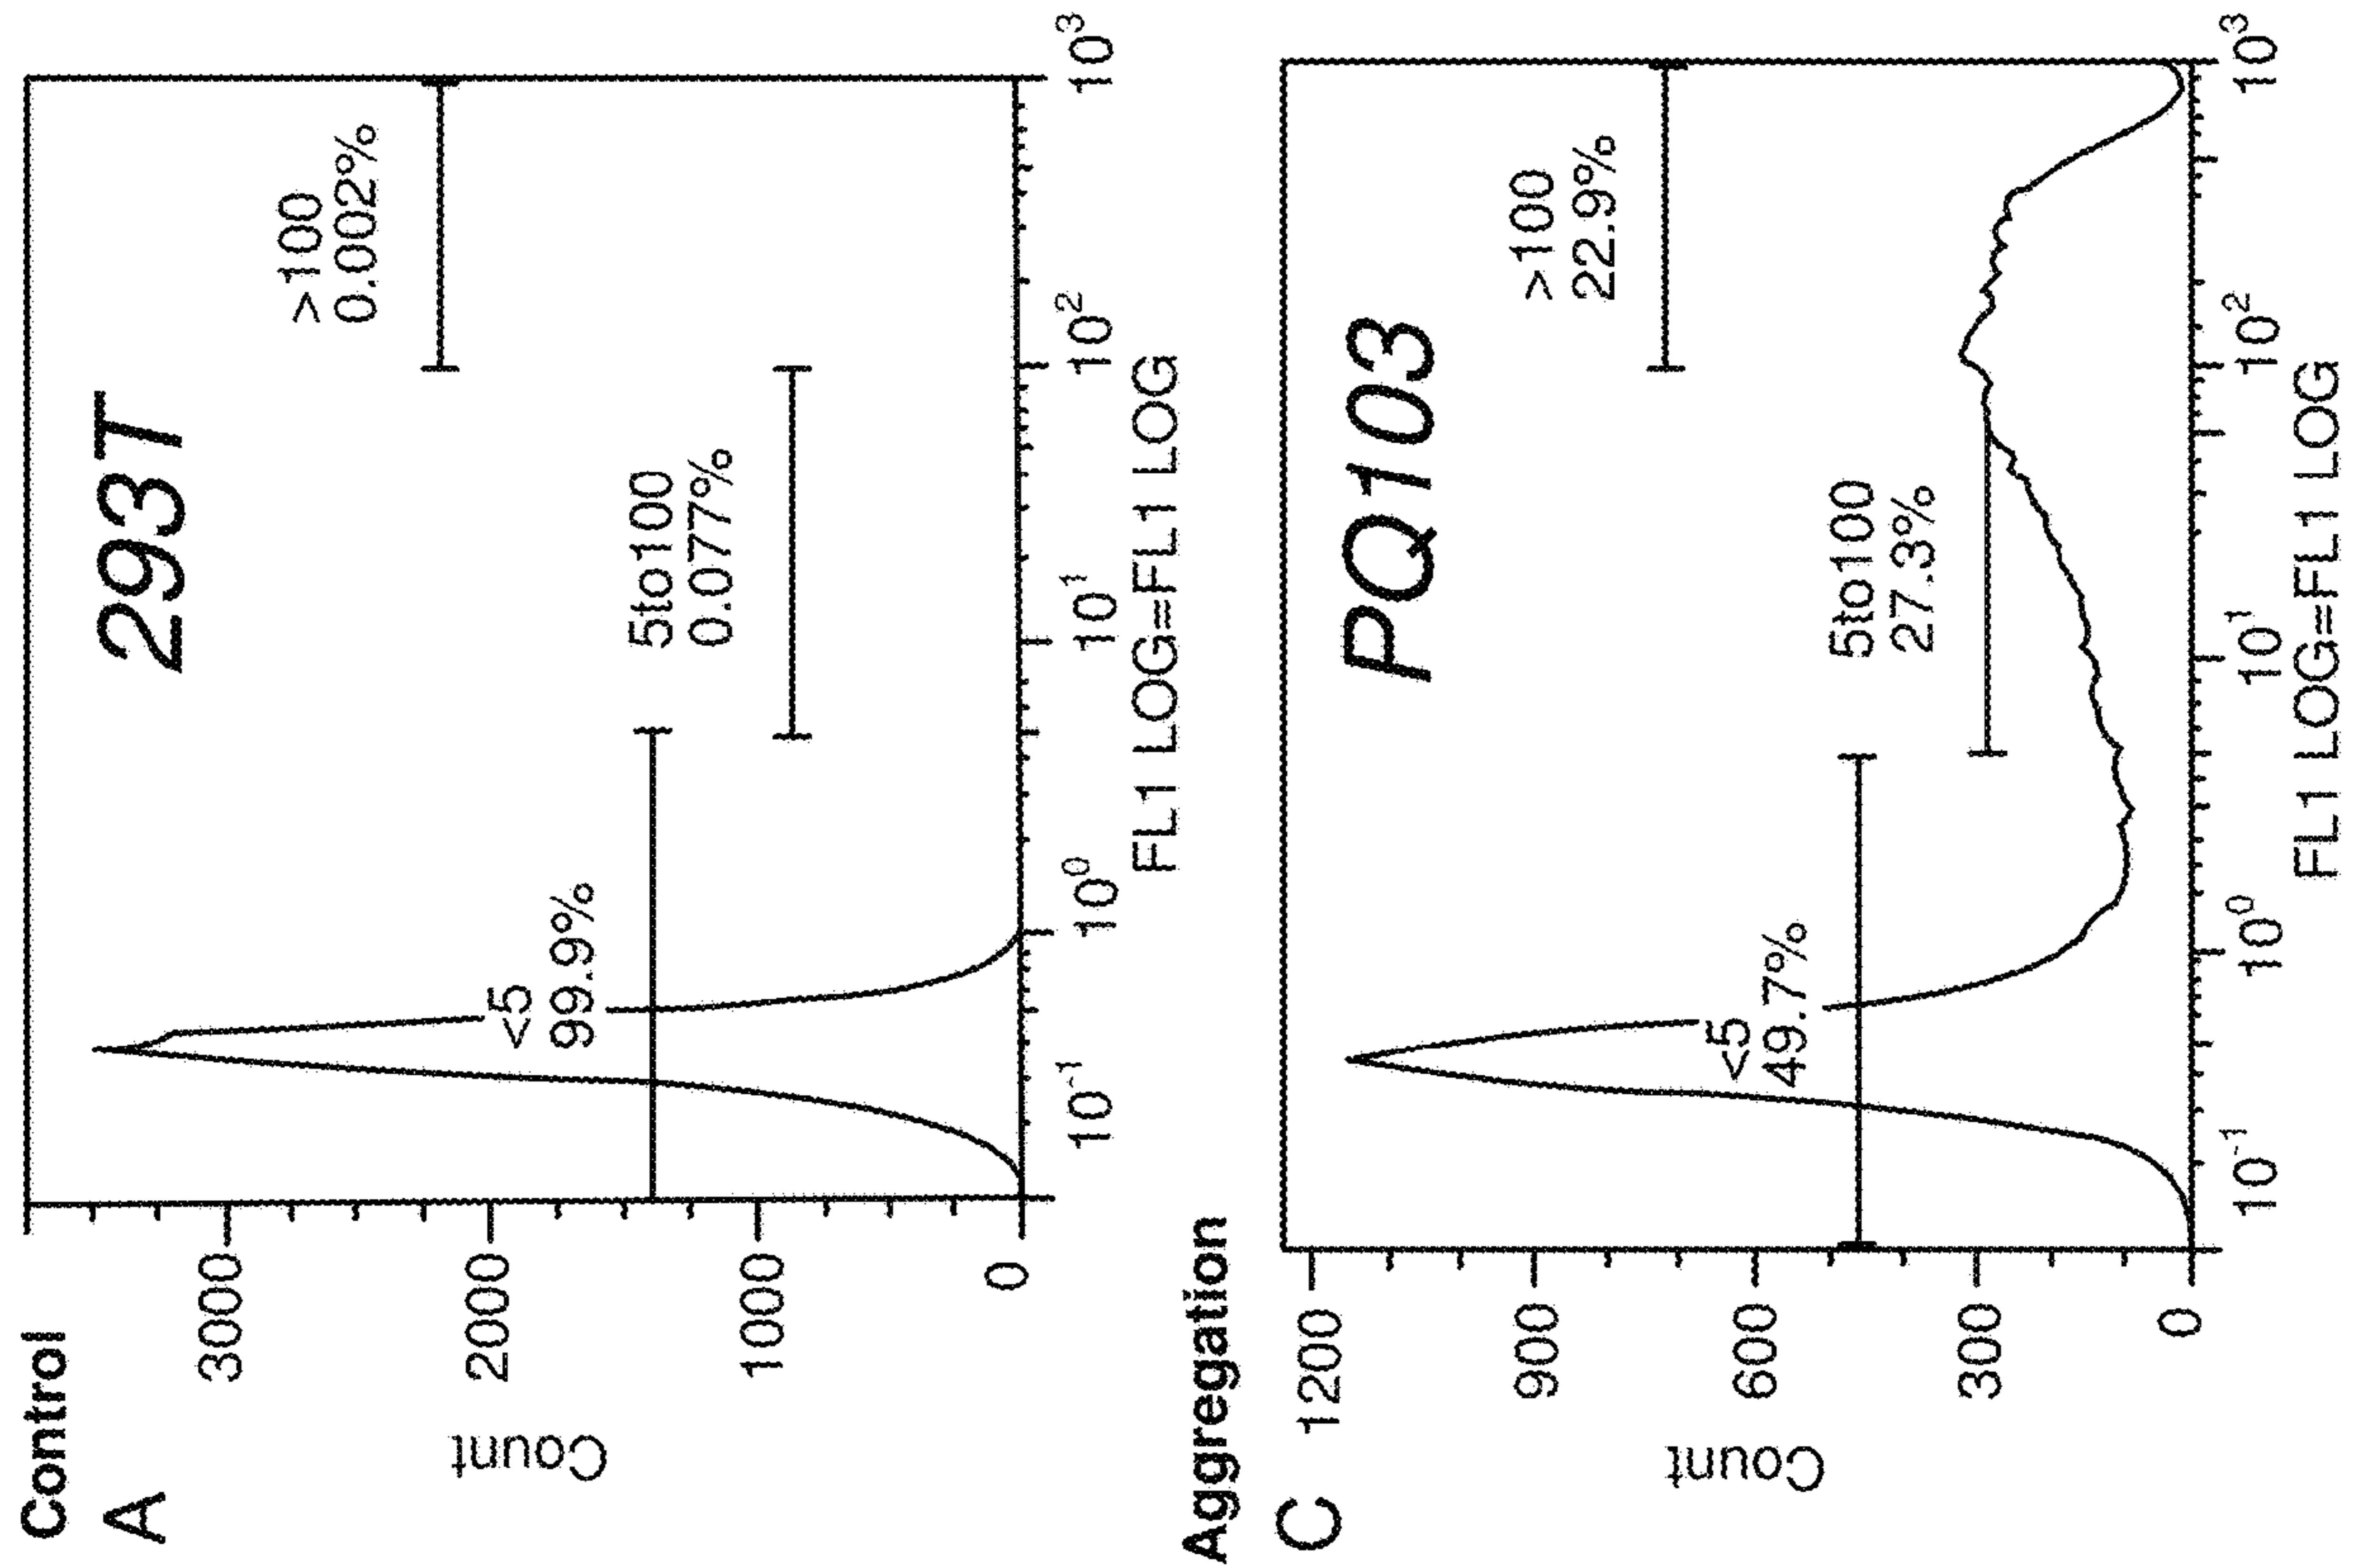 Control
A
293T
3000
2000
1000
0
Count
<5
99.9%
5to100
0.077%
>100
0.002%
10-1
100
101
102
103
FL1 LOG=FL1 LOG
Aggregation
C
PQ103
1200
900
600
300
0
Count
<5
49.7%
5to100
27.3%
>100
22.9%
10-1
100
101
102
103
FL1 LOG=FL1 LOG